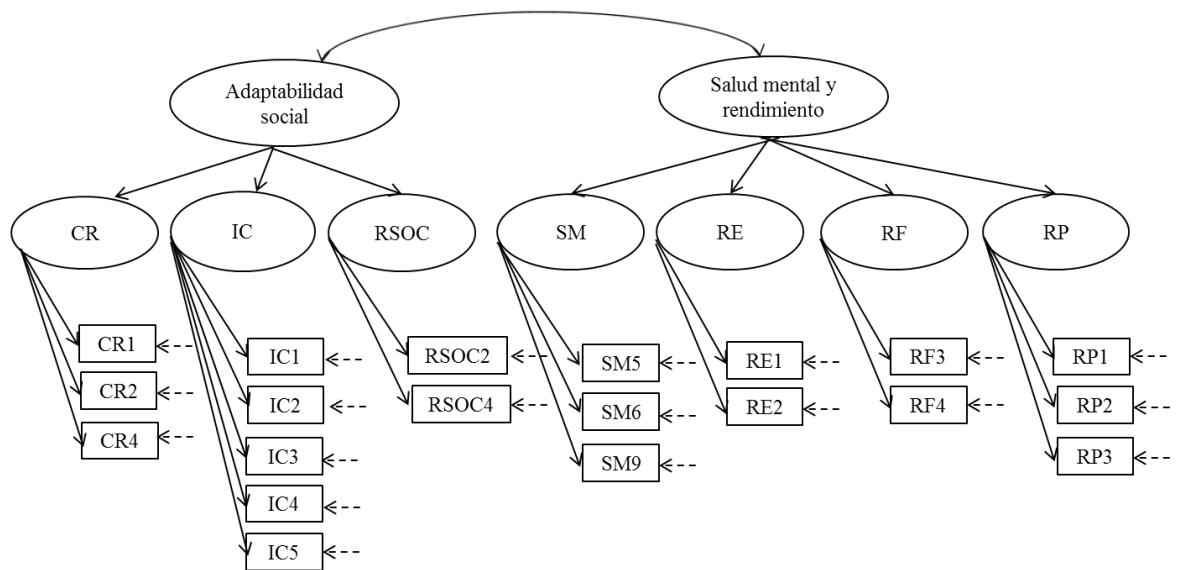 Adaptabilidad
social
Salud mental y
rendimiento
CR
IC
RSOC
SM
RE
RF
RP
CR1
CR2
CR4
IC1
IC2
IC3
IC4
IC5
RSOC2
RSOC4
SM5
SM6
SM9
RE1
RE2
RF3
RF4
RP1
RP2
RP3